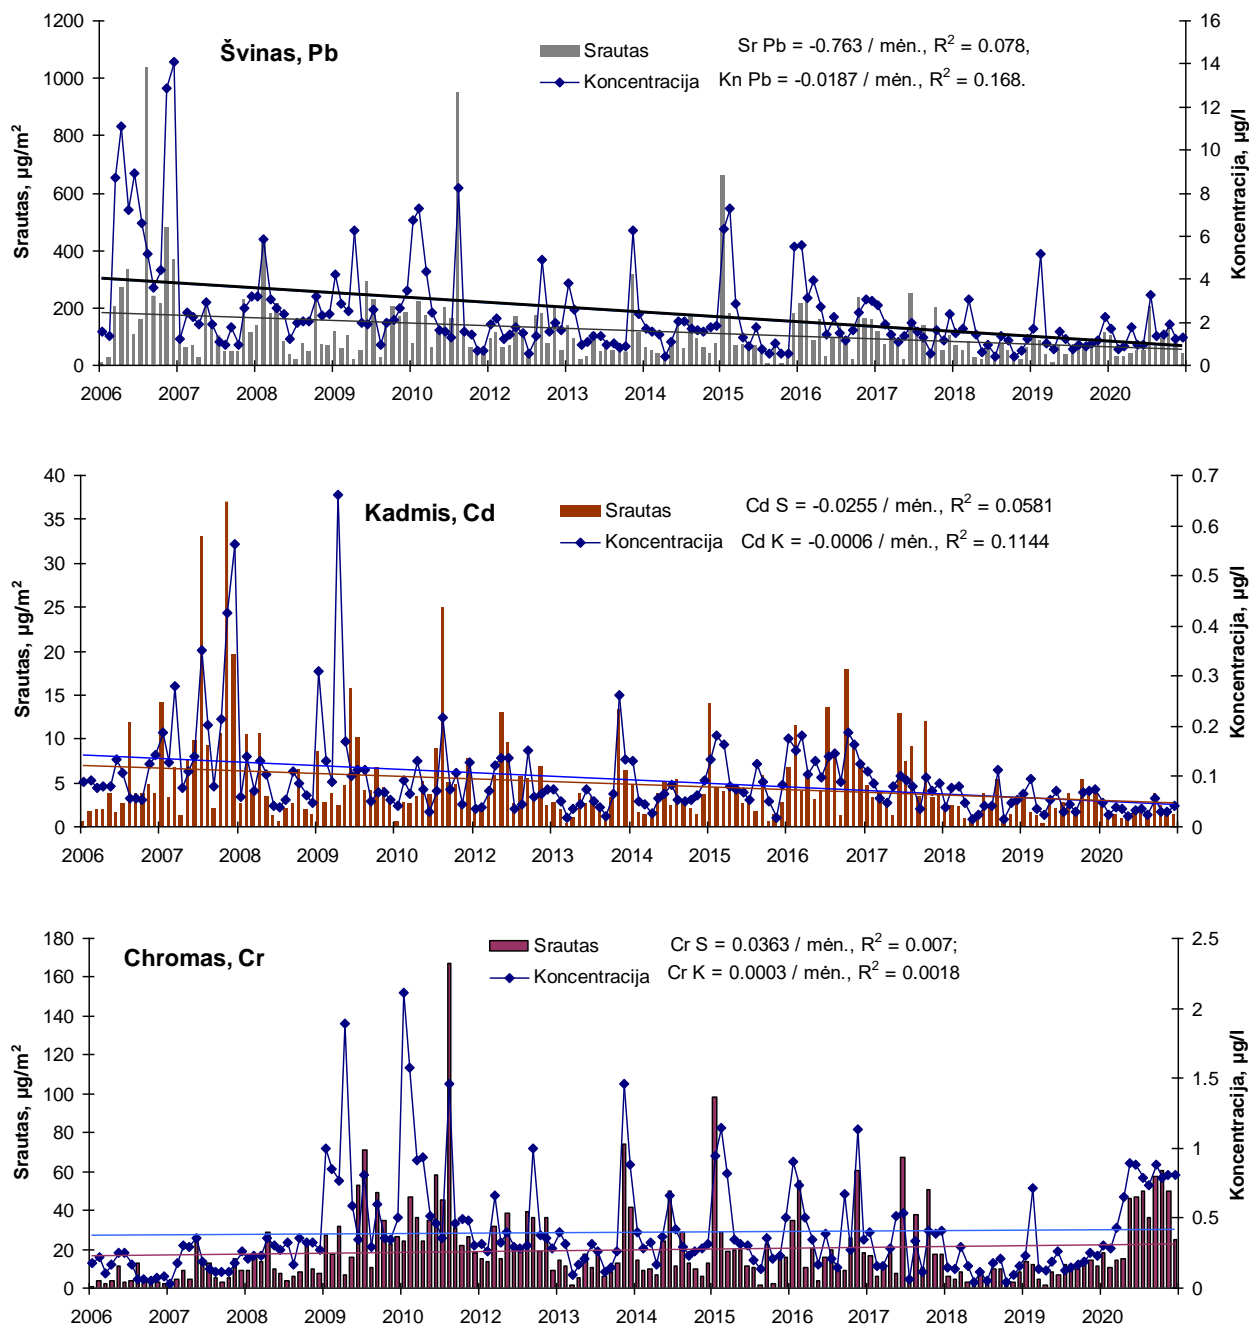 Švinas, Pb
Srautas
Koncentracija
Sr Pb = -0.763 / mėn., R² = 0.078,
Kn Pb = -0.0187 / mėn., R² = 0.168.
Srautas, µg/m²
1200
1000
800
600
400
200
0
16
14
12
10
8
6
4
2
0
Koncentracija, µg/l
2006 2007 2008 2009 2010 2011 2012 2013 2014 2015 2016 2017 2018 2019 2020
Kadmis, Cd
Srautas
Koncentracija
Cd S = -0.0255 / mėn., R² = 0.0581
Cd K = -0.0006 / mėn., R² = 0.1144
Srautas, µg/m²
40
35
30
25
20
15
10
5
0
0.7
0.6
0.5
0.4
0.3
0.2
0.1
0
Koncentracija, µg/l
2006 2007 2008 2009 2010 2011 2012 2013 2014 2015 2016 2017 2018 2019 2020
Chromas, Cr
Srautas
Koncentracija
Cr S = 0.0363 / mėn., R² = 0.007;
Cr K = 0.0003 / mėn., R² = 0.0018
Srautas, µg/m²
180
160
140
120
100
80
60
40
20
0
2.5
2
1.5
1
0.5
0
Koncentracija, µg/l
2006 2007 2008 2009 2010 2011 2012 2013 2014 2015 2016 2017 2018 2019 2020